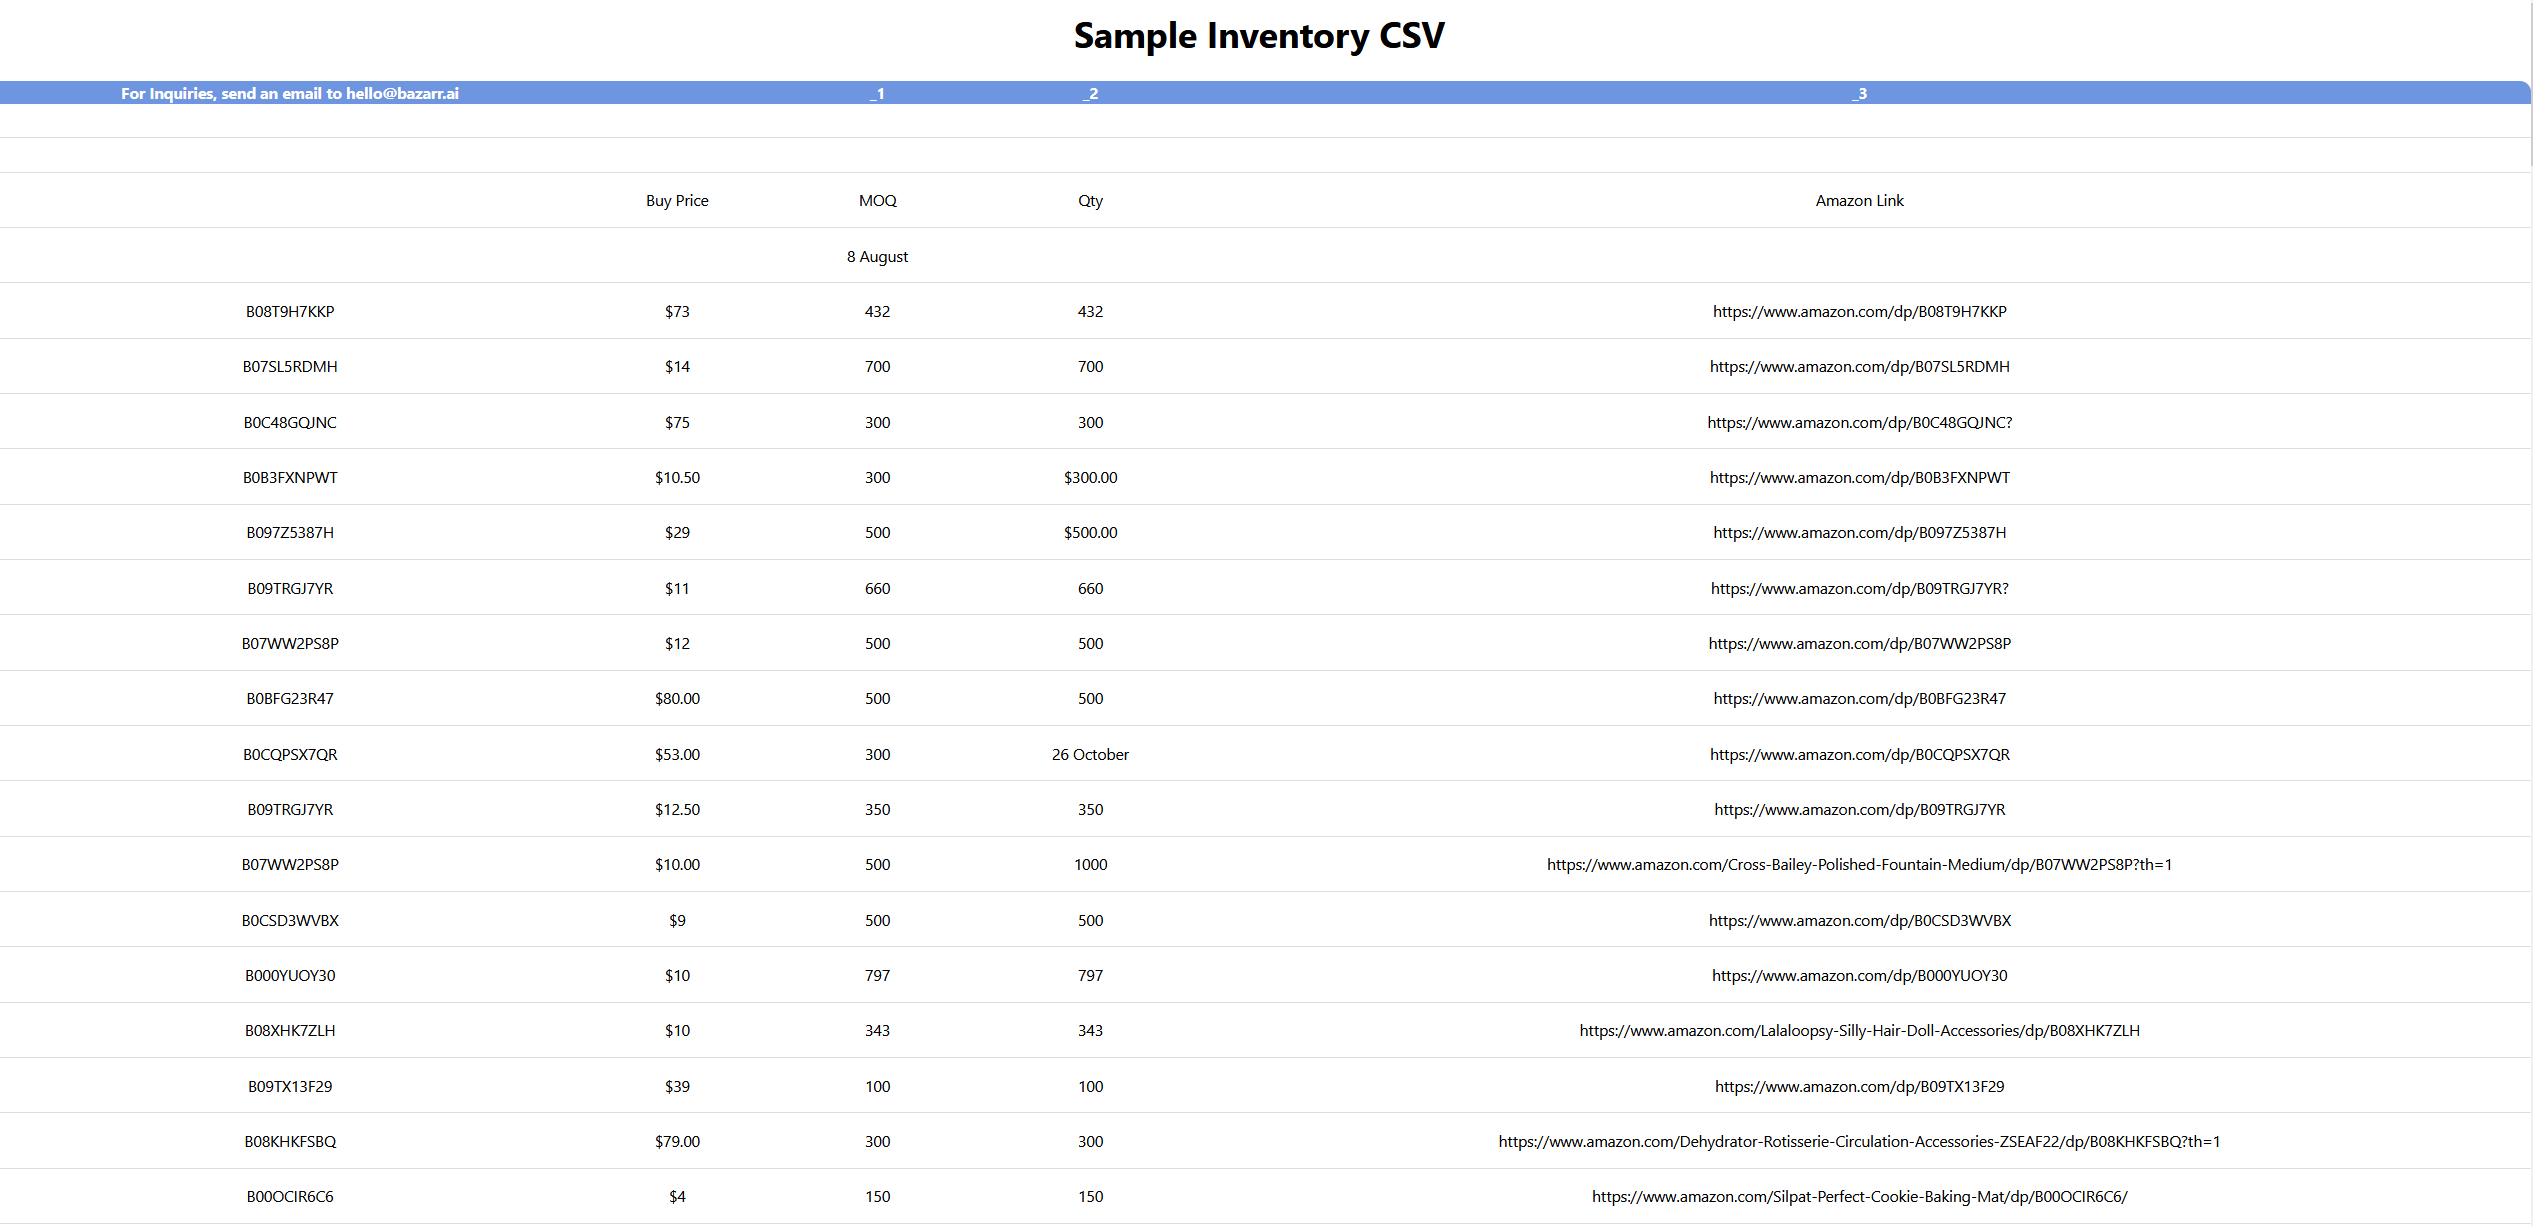 Sample Inventory CSV
For Inquiries, send an email to hello@bazarr.ai _1 _2 _3
Buy Price MOQ Qty Amazon Link
8 August
B08T9H7KKP $73 432 432 https://www.amazon.com/dp/B08T9H7KKP
B07SL5RDMH $14 700 700 https://www.amazon.com/dp/B07SL5RDMH
B0C48GQJNC $75 300 300 https://www.amazon.com/dp/B0C48GQJNC?
B0B3FXNPWT $10.50 300 $300.00 https://www.amazon.com/dp/B0B3FXNPWT
B097Z5387H $29 500 $500.00 https://www.amazon.com/dp/B097Z5387H
B09TRGJ7YR $11 660 660 https://www.amazon.com/dp/B09TRGJ7YR?
B07WW2PS8P $12 500 500 https://www.amazon.com/dp/B07WW2PS8P
B0BFG23R47 $80.00 500 500 https://www.amazon.com/dp/B0BFG23R47
B0CQPSX7QR $53.00 300 26 October https://www.amazon.com/dp/B0CQPSX7QR
B09TRGJ7YR $12.50 350 350 https://www.amazon.com/dp/B09TRGJ7YR
B07WW2PS8P $10.00 500 1000 https://www.amazon.com/Cross-Bailey-Polished-Fountain-Medium/dp/B07WW2PS8P?th=1
B0CSD3WVBX $9 500 500 https://www.amazon.com/dp/B0CSD3WVBX
B000YUOY30 $10 797 797 https://www.amazon.com/dp/B000YUOY30
B08XHK7ZLH $10 343 343 https://www.amazon.com/Lalaloopsy-Silly-Hair-Doll-Accessories/dp/B08XHK7ZLH
B09TX13F29 $39 100 100 https://www.amazon.com/dp/B09TX13F29
B08KHKFSBQ $79.00 300 300 https://www.amazon.com/Dehydrator-Rotisserie-Circulation-Accessories-ZSEAF22/dp/B08KHKFSBQ?th=1
B00OCIR6C6 $4 150 150 https://www.amazon.com/Silpat-Perfect-Cookie-Baking-Mat/dp/B00OCIR6C6/